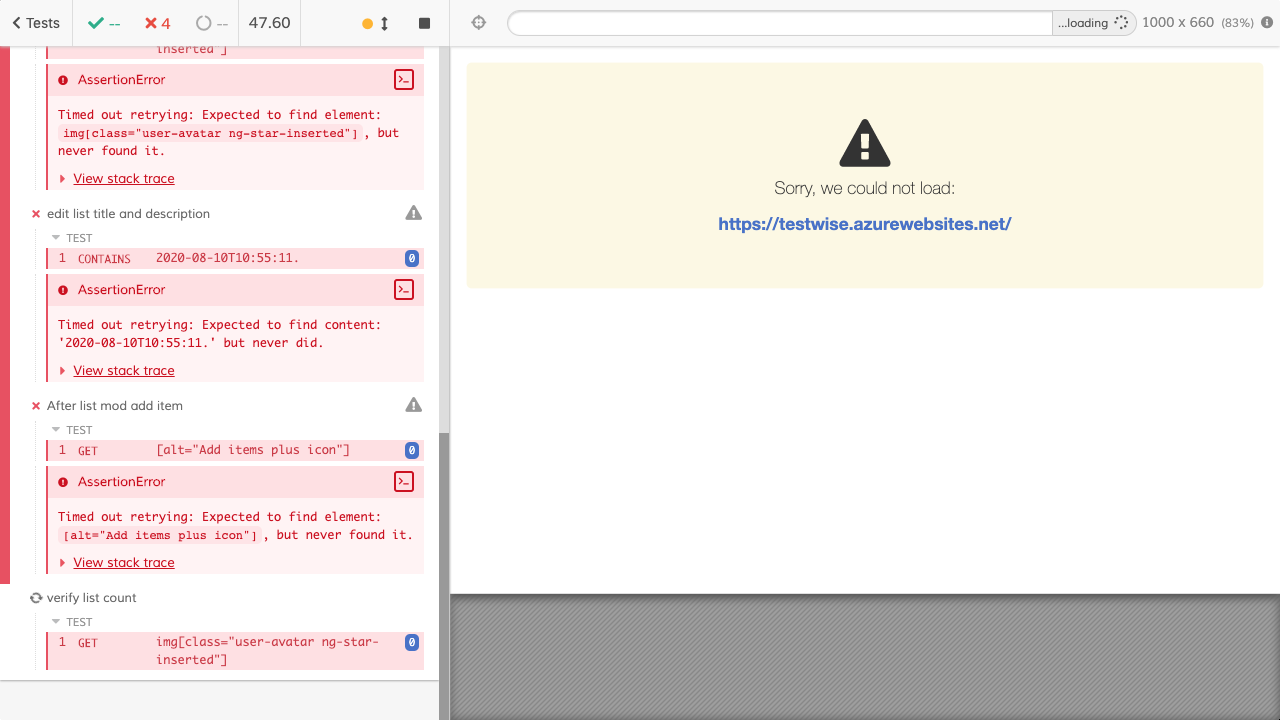 Tests
--
4
--
47.60
...loading
1000 x 660 (83%)
inserted"]
AssertionError
Timed out retrying: Expected to find element:
img[class="user-avatar ng-star-inserted"], but
never found it.
View stack trace
edit list title and description
TEST
1 CONTAINS 2020-08-10T10:55:11. 0
AssertionError
Timed out retrying: Expected to find content:
'2020-08-10T10:55:11.' but never did.
View stack trace
After list mod add item
TEST
1 GET [alt="Add items plus icon"] 0
AssertionError
Timed out retrying: Expected to find element:
[alt="Add items plus icon"], but never found it.
View stack trace
verify list count
TEST
1 GET img[class="user-avatar ng-star- 0
inserted"]
Sorry, we could not load:
https://testwise.azurewebsites.net/